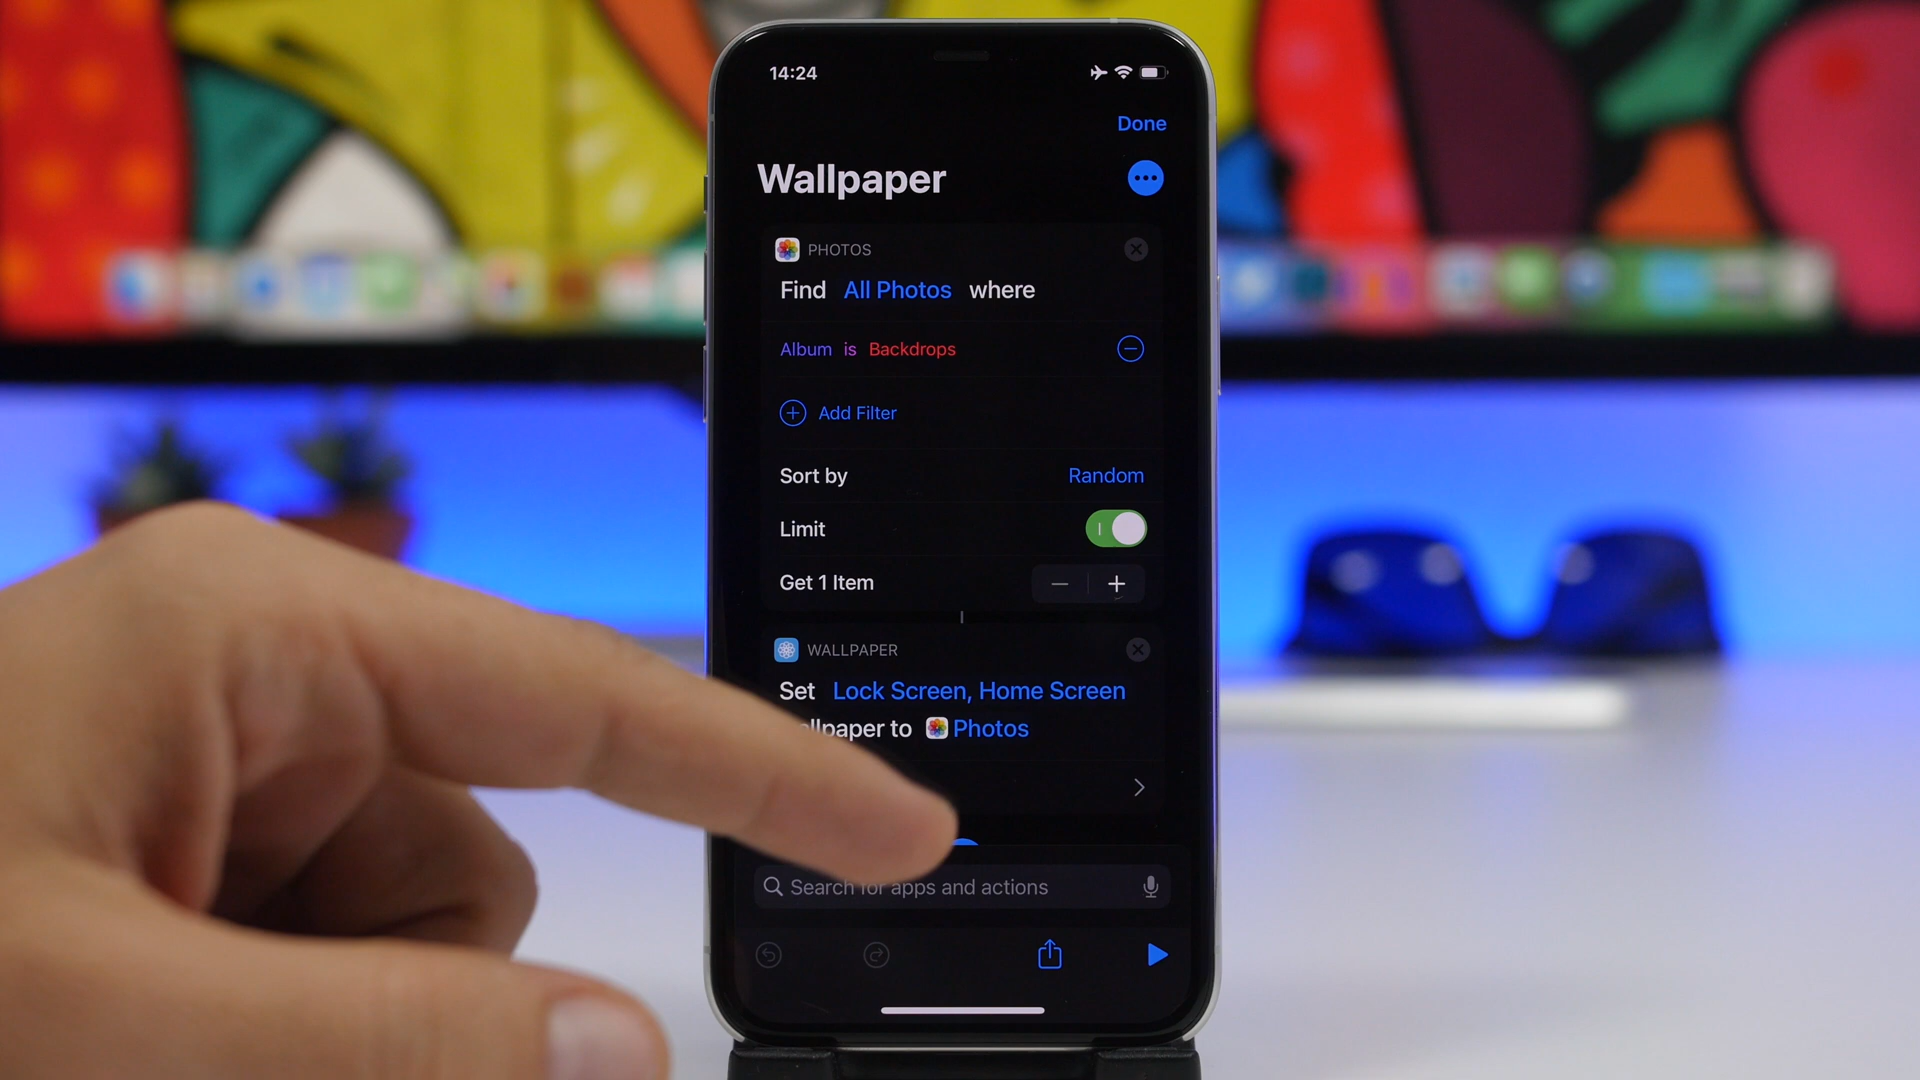 14:24
Done
Wallpaper
PHOTOS
Find All Photos where
Album is Backdrops
Add Filter
Sort by Random
Limit
Get 1 Item
WALLPAPER
Set Lock Screen, Home Screen
to Photos
Search for apps and actions